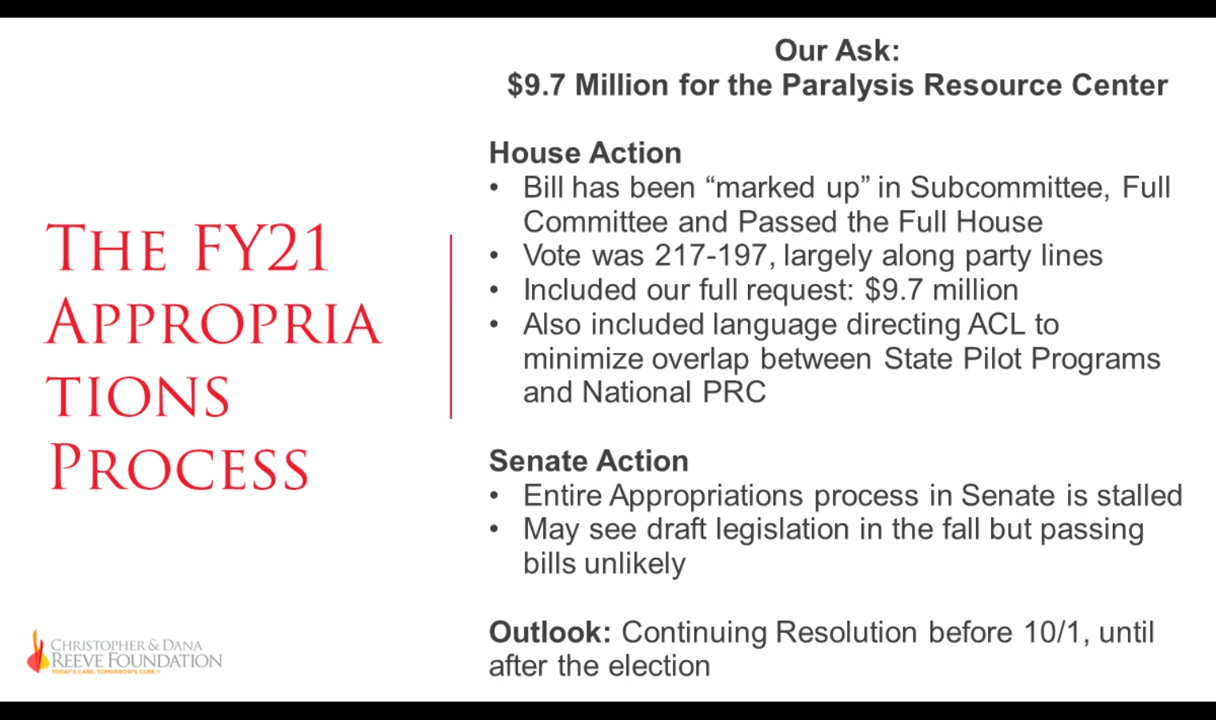 THE FY21
APPROPRIA
TIONS
PROCESS
Our Ask:
$9.7 Million for the Paralysis Resource Center
House Action
• Bill has been “marked up” in Subcommittee, Full
Committee and Passed the Full House
• Vote was 217-197, largely along party lines
• Included our full request: $9.7 million
• Also included language directing ACL to
minimize overlap between State Pilot Programs
and National PRC
Senate Action
• Entire Appropriations process in Senate is stalled
• May see draft legislation in the fall but passing
bills unlikely
Outlook: Continuing Resolution before 10/1, until
after the election
CHRISTOPHER & DANA
REEVE FOUNDATION
TODAY'S CARE. TOMORROW'S CURE.®